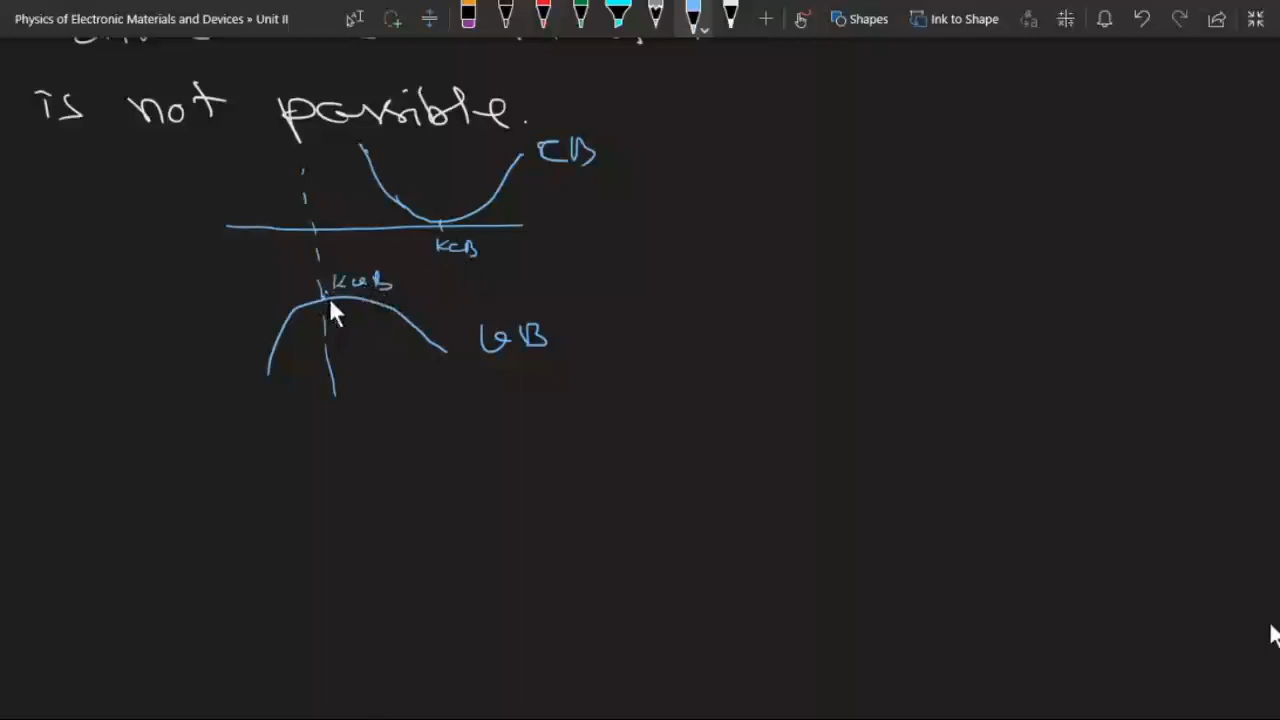 Physics of Electronic Materials and Devices » Unit II
Shapes
Ink to Shape
is not possible.
CB
KCB
KVB
VB